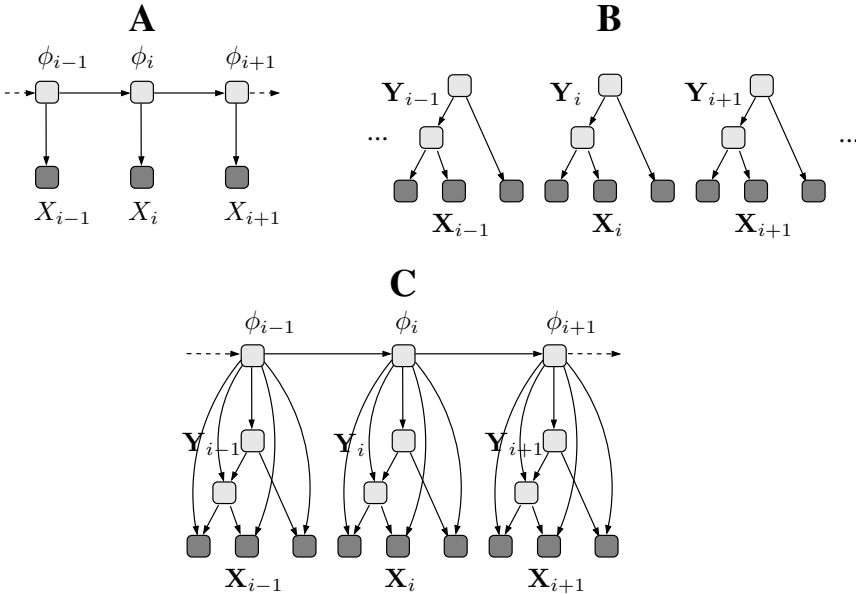 A
ϕ_{i−1} ϕ_i ϕ_{i+1}
X_{i−1} X_i X_{i+1}
B
Y_{i−1} Y_i Y_{i+1}
... ...
X_{i−1} X_i X_{i+1}
C
ϕ_{i−1} ϕ_i ϕ_{i+1}
Y_{i−1} Y_i Y_{i+1}
X_{i−1} X_i X_{i+1}